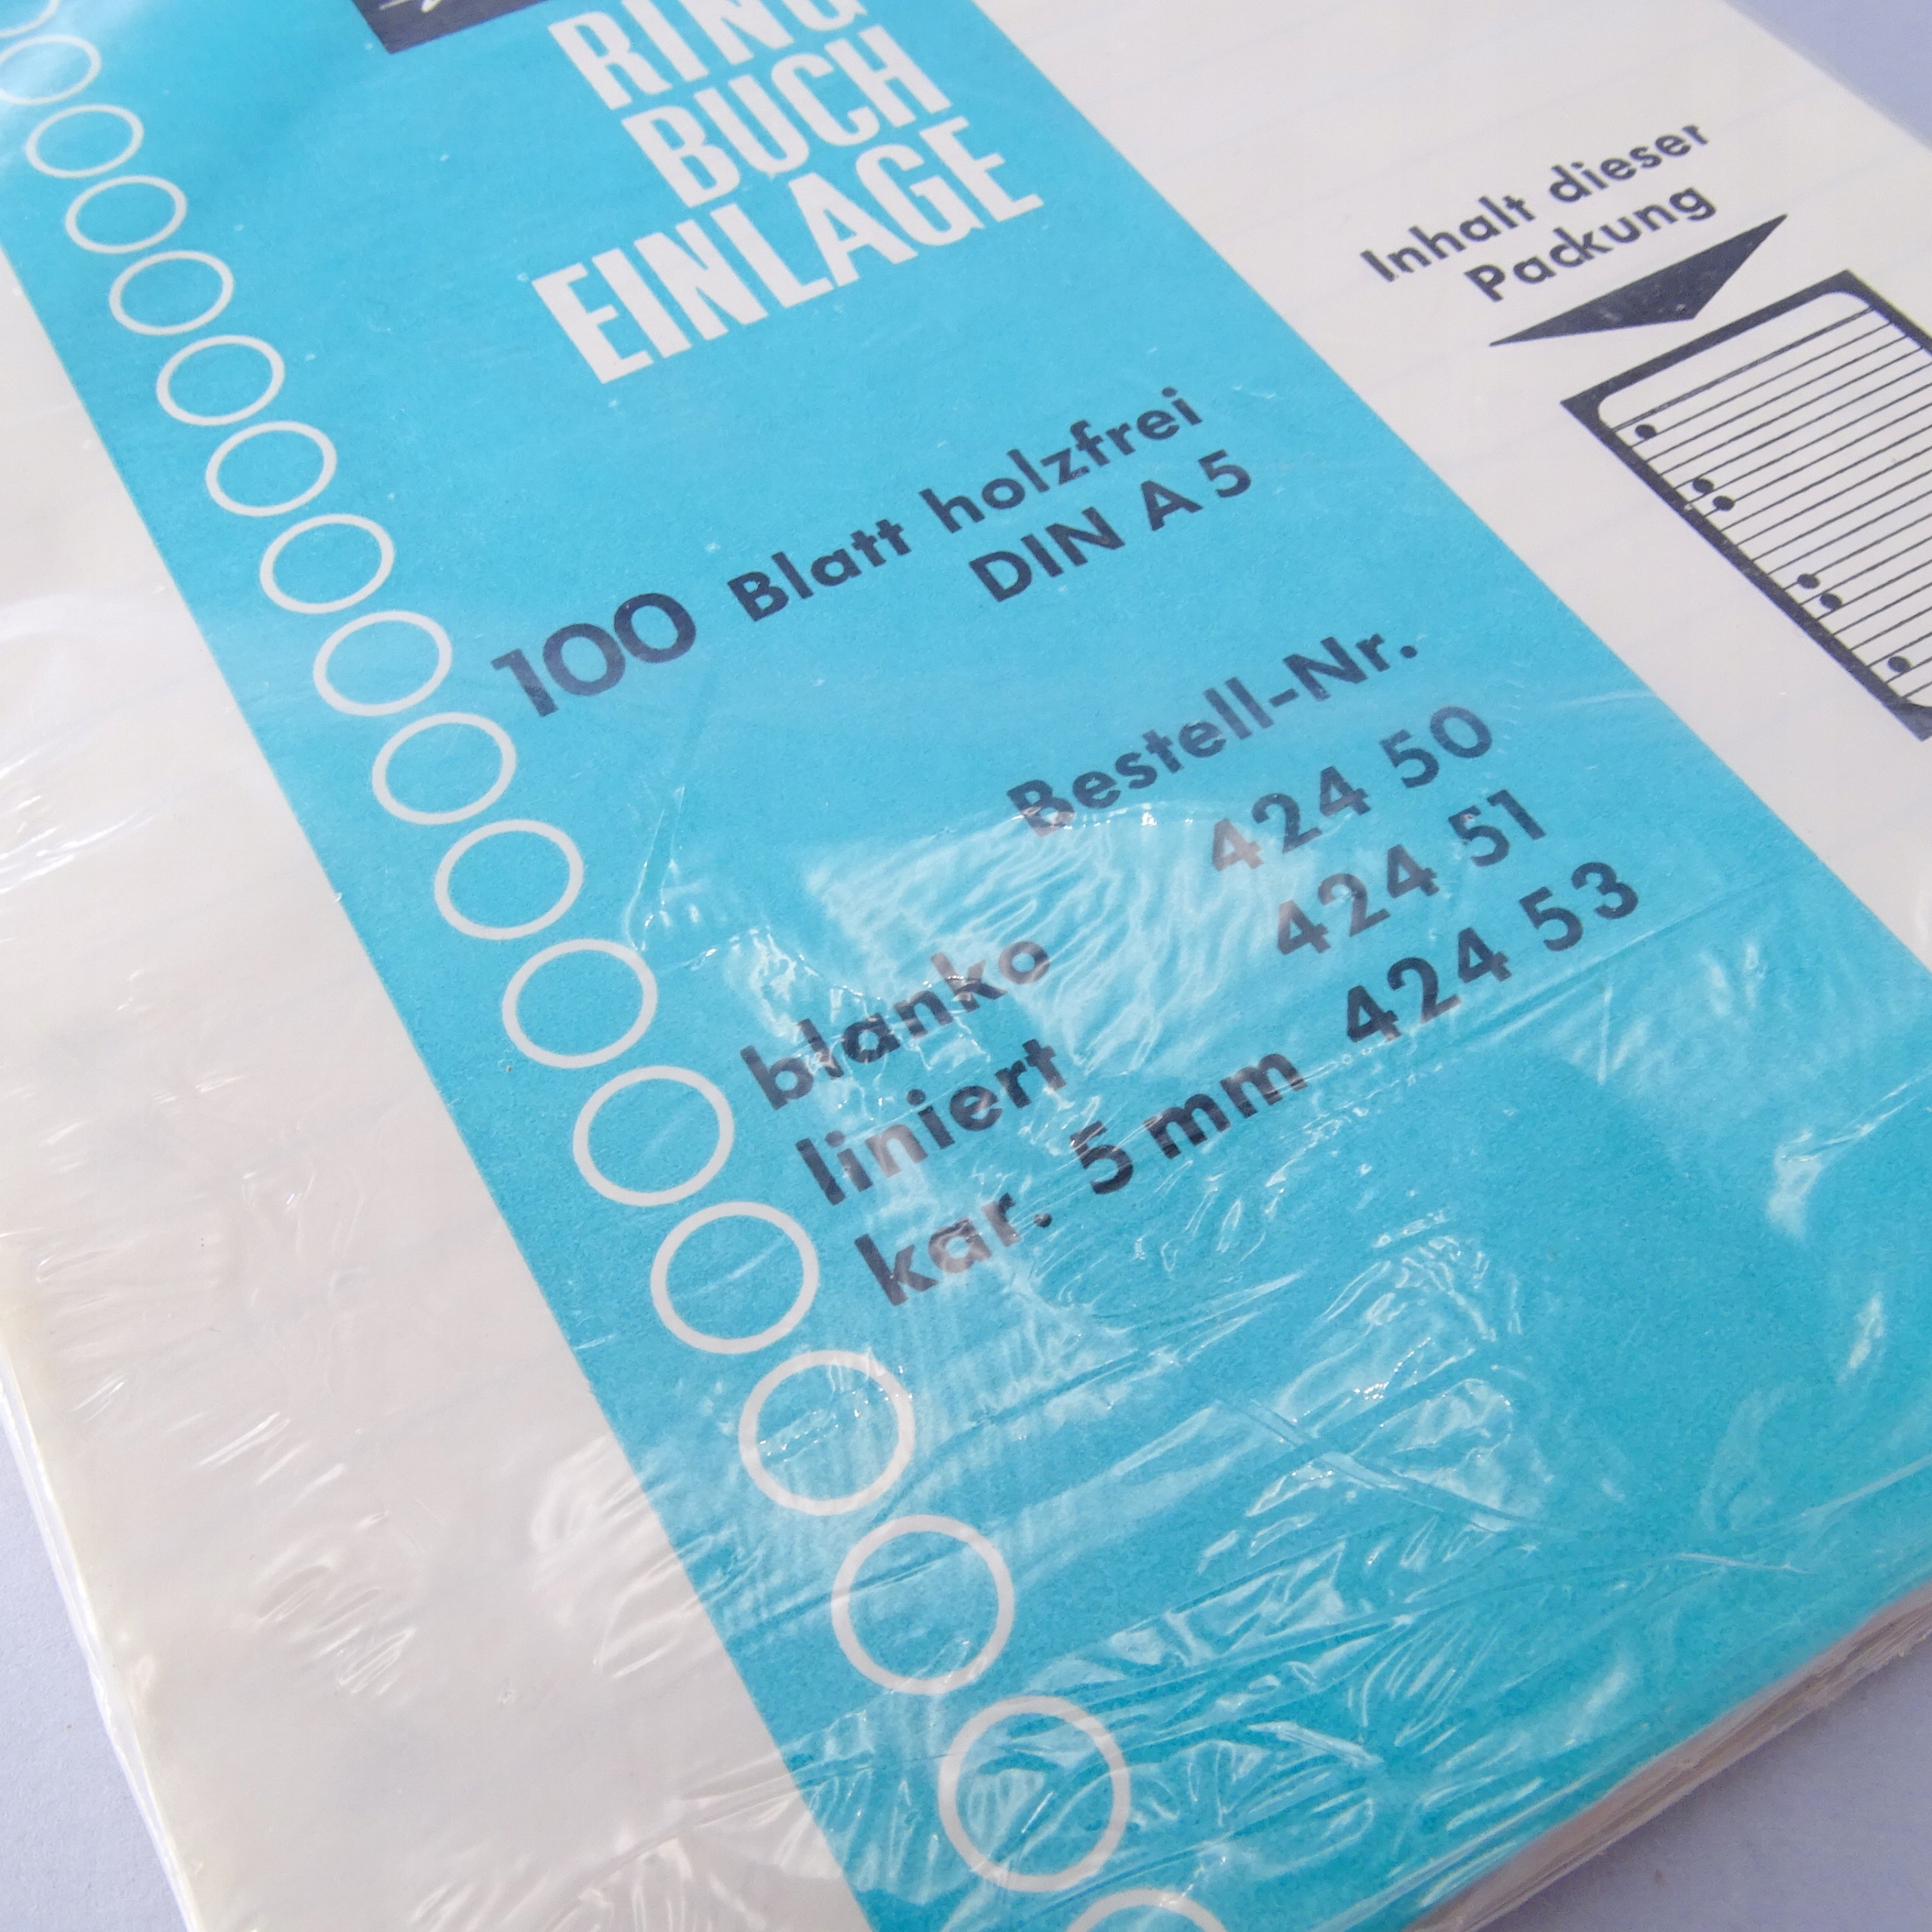 RING
BUCH
EINLAGE
100 Blatt holzfrei
DIN A 5
Bestell-Nr.
blanko 424 50
liniert 424 51
kar. 5 mm 424 53
Inhalt dieser
Packung